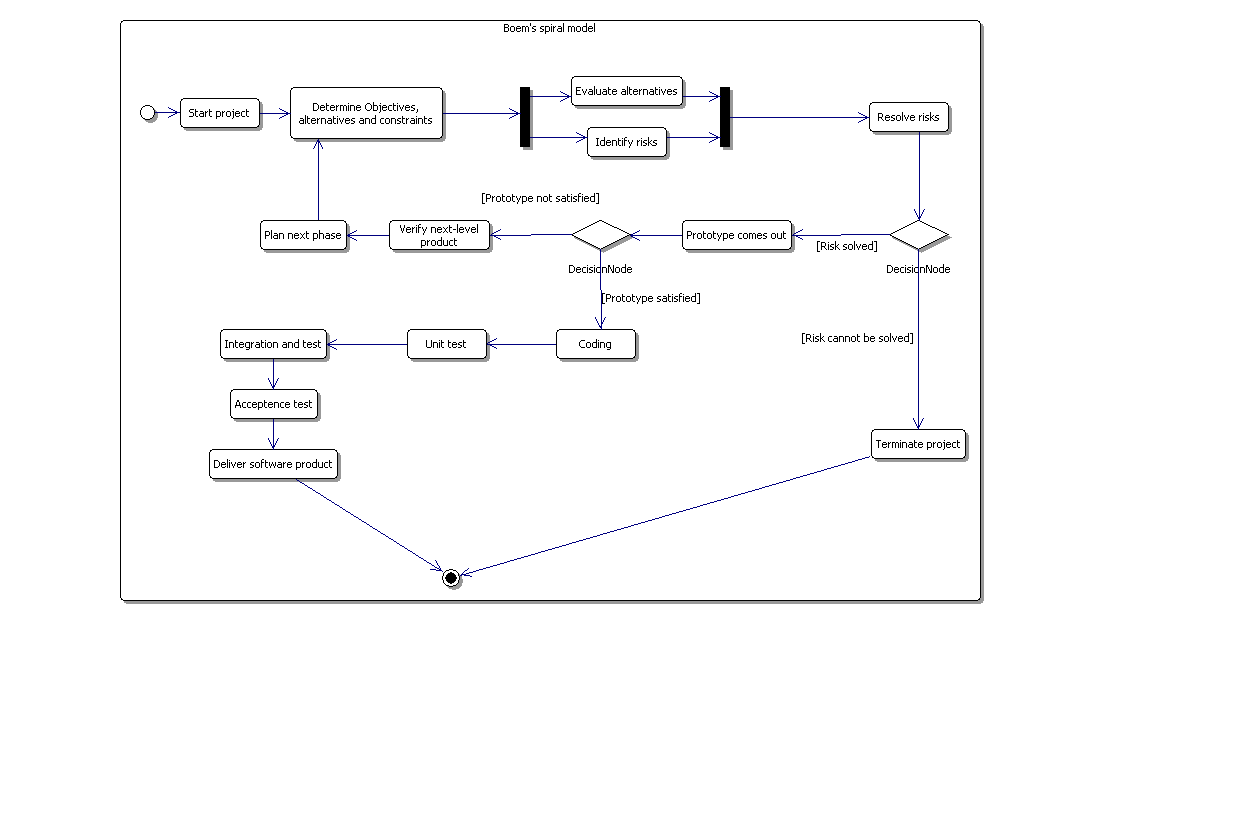 Boem's spiral model
Start project
Determine Objectives,
alternatives and constraints
Evaluate alternatives
Identify risks
Resolve risks
[Prototype not satisfied]
Plan next phase
Verify next-level
product
Prototype comes out
[Risk solved]
DecisionNode
DecisionNode
[Prototype satisfied]
[Risk cannot be solved]
Integration and test
Unit test
Coding
Acceptence test
Terminate project
Deliver software product